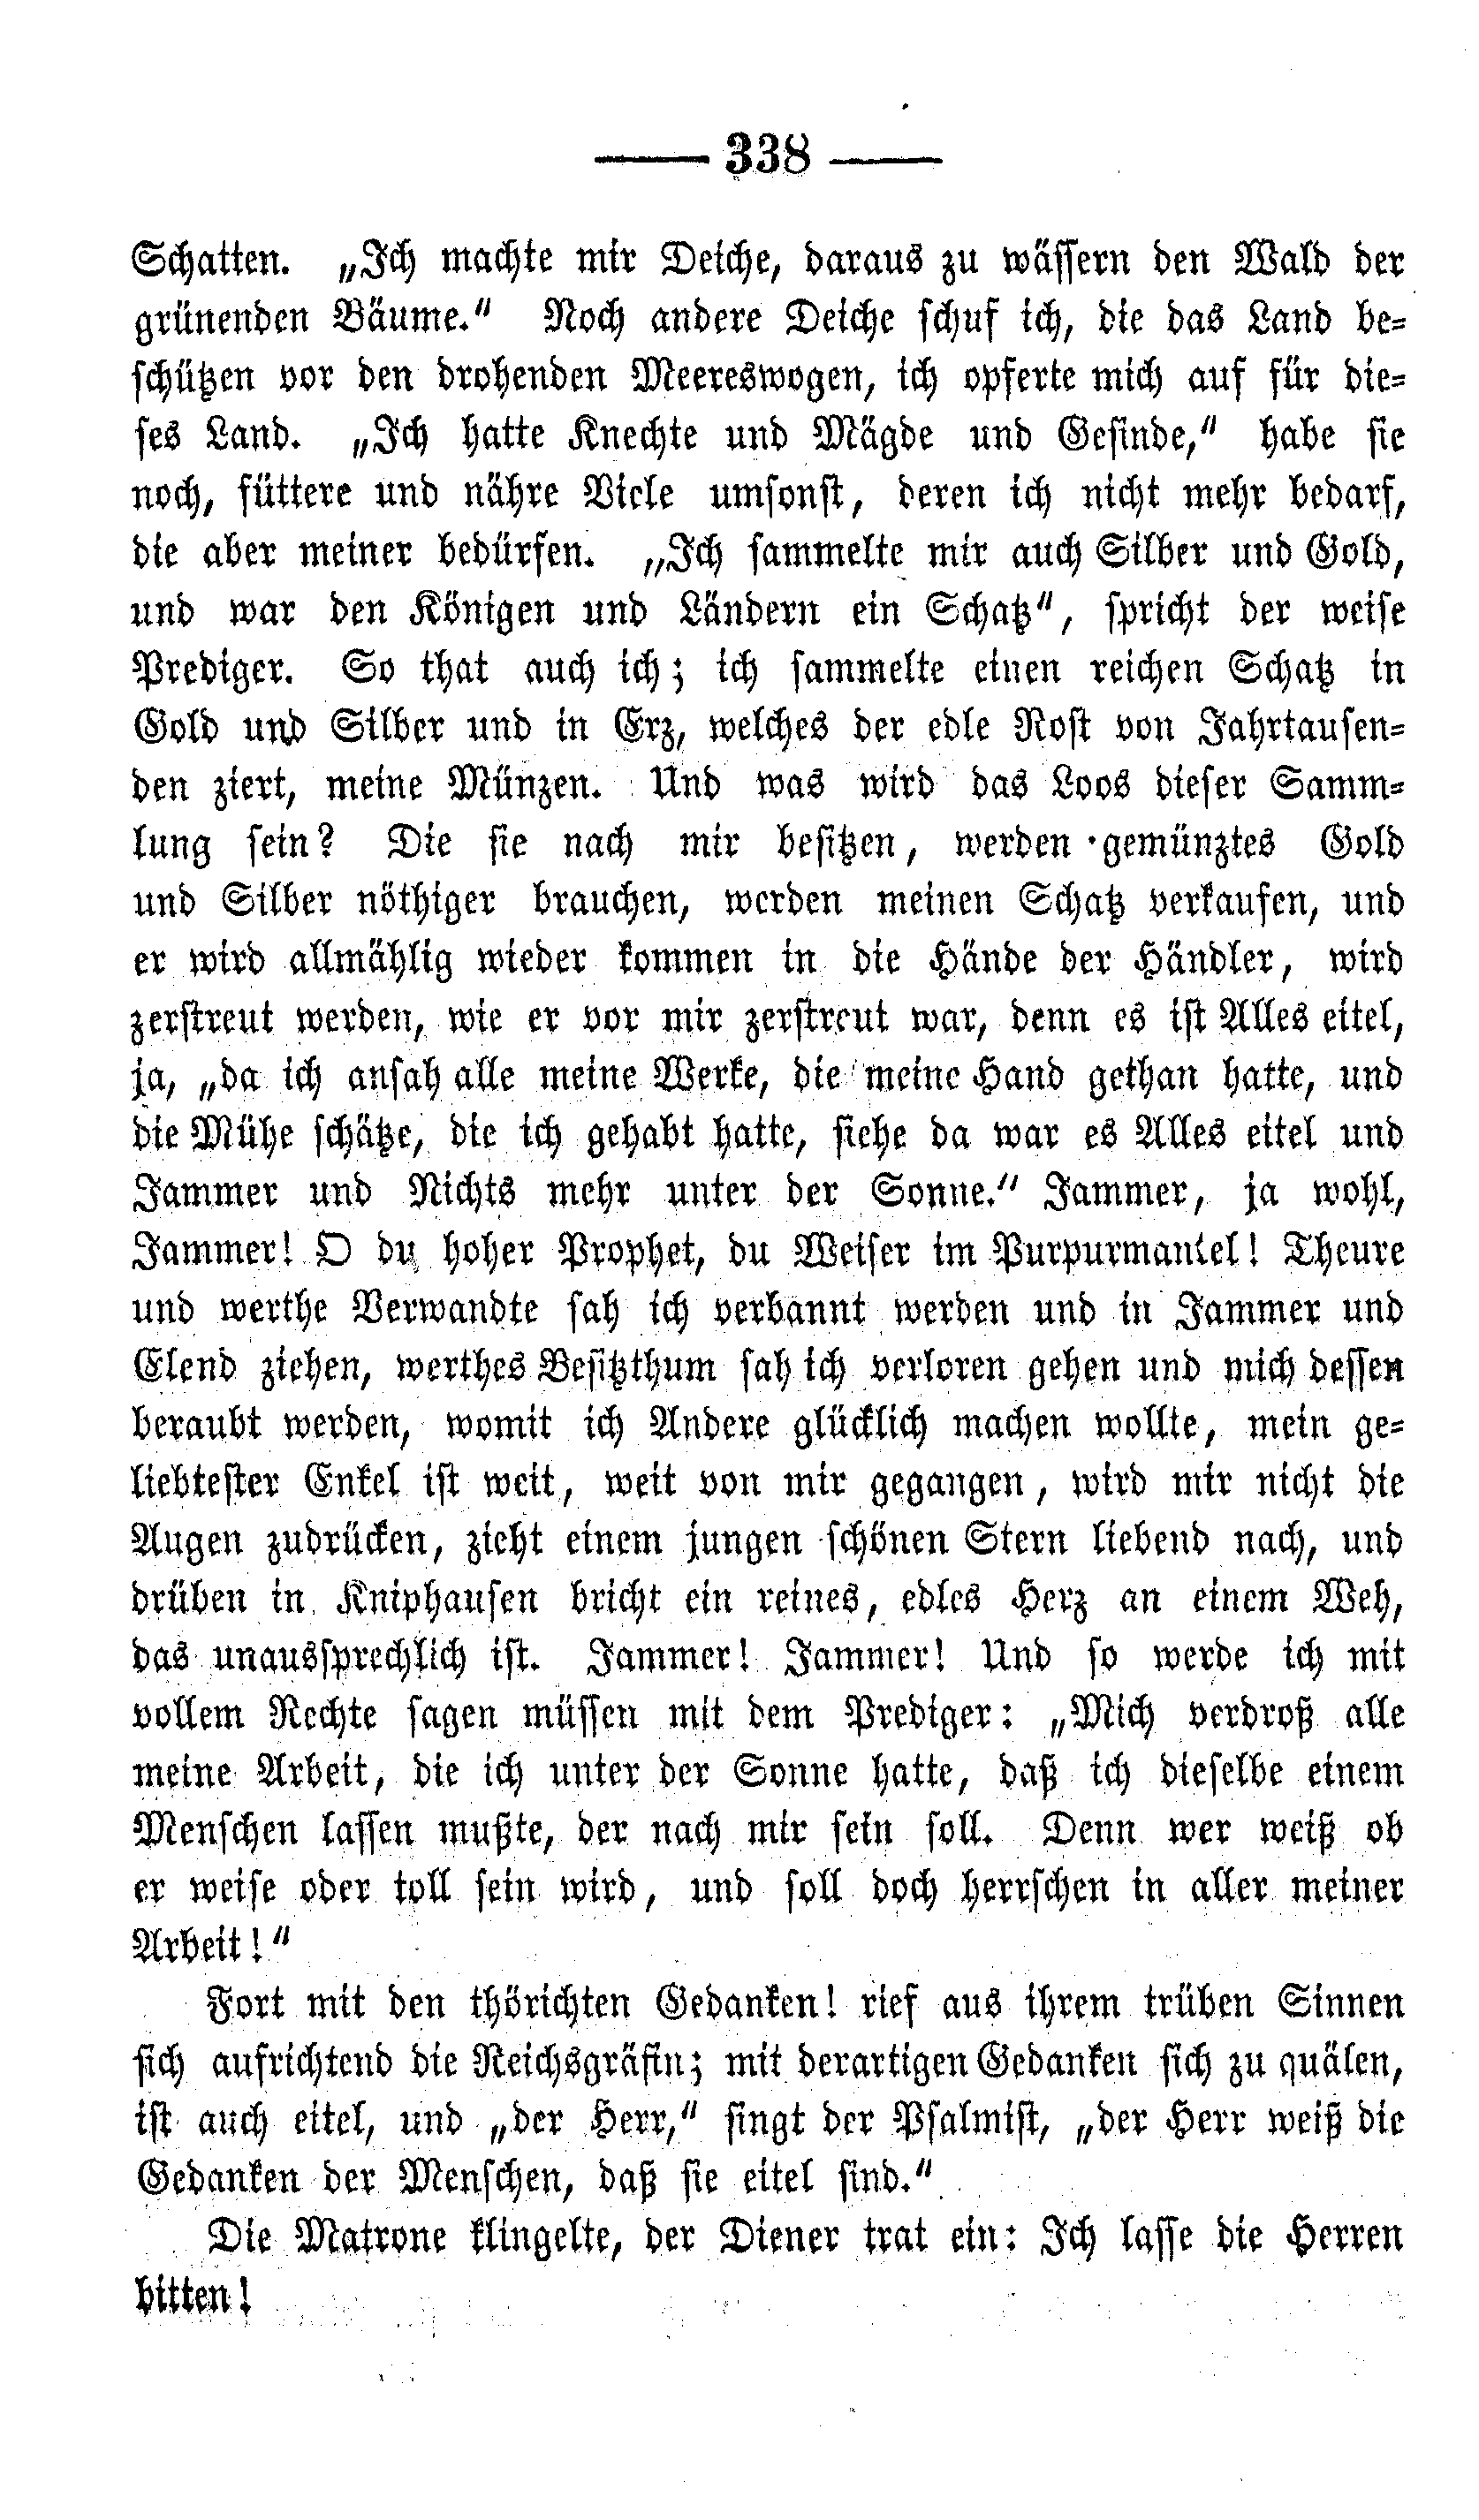 — 338 —
Schatten. „Ich machte mir Deiche, daraus zu wässern den Wald der
grünenden Bäume.“ Noch andere Deiche schuf ich, die das Land be-
schützen vor den drohenden Meereswogen, ich opferte mich auf für die-
ses Land. „Ich hatte Knechte und Mägde und Gesinde,“ habe sie
noch, füttere und nähre Viele umsonst, deren ich nicht mehr bedarf,
die aber meiner bedürfen. „Ich sammelte mir auch Silber und Gold,
und war den Königen und Ländern ein Schatz“, spricht der weise
Prediger. So that auch ich; ich sammelte einen reichen Schatz in
Gold und Silber und in Erz, welches der edle Rost von Jahrtausen-
den ziert, meine Münzen. Und was wird das Loos dieser Samm-
lung sein? Die sie nach mir besitzen, werden gemünztes Gold
und Silber nöthiger brauchen, werden meinen Schatz verkaufen, und
er wird allmählig wieder kommen in die Hände der Händler, wird
zerstreut werden, wie er vor mir zerstreut war, denn es ist Alles eitel,
ja, „da ich ansah alle meine Werke, die meine Hand gethan hatte, und
die Mühe schätze, die ich gehabt hatte, siehe da war es Alles eitel und
Jammer und Nichts mehr unter der Sonne.“ Jammer, ja wohl,
Jammer! O du hoher Prophet, du Weiser im Purpurmantel! Theure
und werthe Verwandte sah ich verbannt werden und in Jammer und
Elend ziehen, werthes Besitzthum sah ich verloren gehen und mich dessen
beraubt werden, womit ich Andere glücklich machen wollte, mein ge-
liebtester Enkel ist weit, weit von mir gegangen, wird mir nicht die
Augen zudrücken, zieht einem jungen schönen Stern liebend nach, und
drüben in Kniphausen bricht ein reines, edles Herz an einem Weh,
das unaussprechlich ist. Jammer! Jammer! Und so werde ich mit
vollem Rechte sagen müssen mit dem Prediger: „Mich verdroß alle
meine Arbeit, die ich unter der Sonne hatte, daß ich dieselbe einem
Menschen lassen mußte, der nach mir sein soll. Denn wer weiß ob
er weise oder toll sein wird, und soll doch herrschen in aller meiner
Arbeit!“
Fort mit den thörichten Gedanken! rief aus ihrem trüben Sinnen
sich aufrichtend die Reichsgräfin; mit derartigen Gedanken sich zu quälen,
ist auch eitel, und „der Herr,“ singt der Psalmist, „der Herr weiß die
Gedanken der Menschen, daß sie eitel sind.“
Die Matrone klingelte, der Diener trat ein: Ich lasse die Herren
bitten!